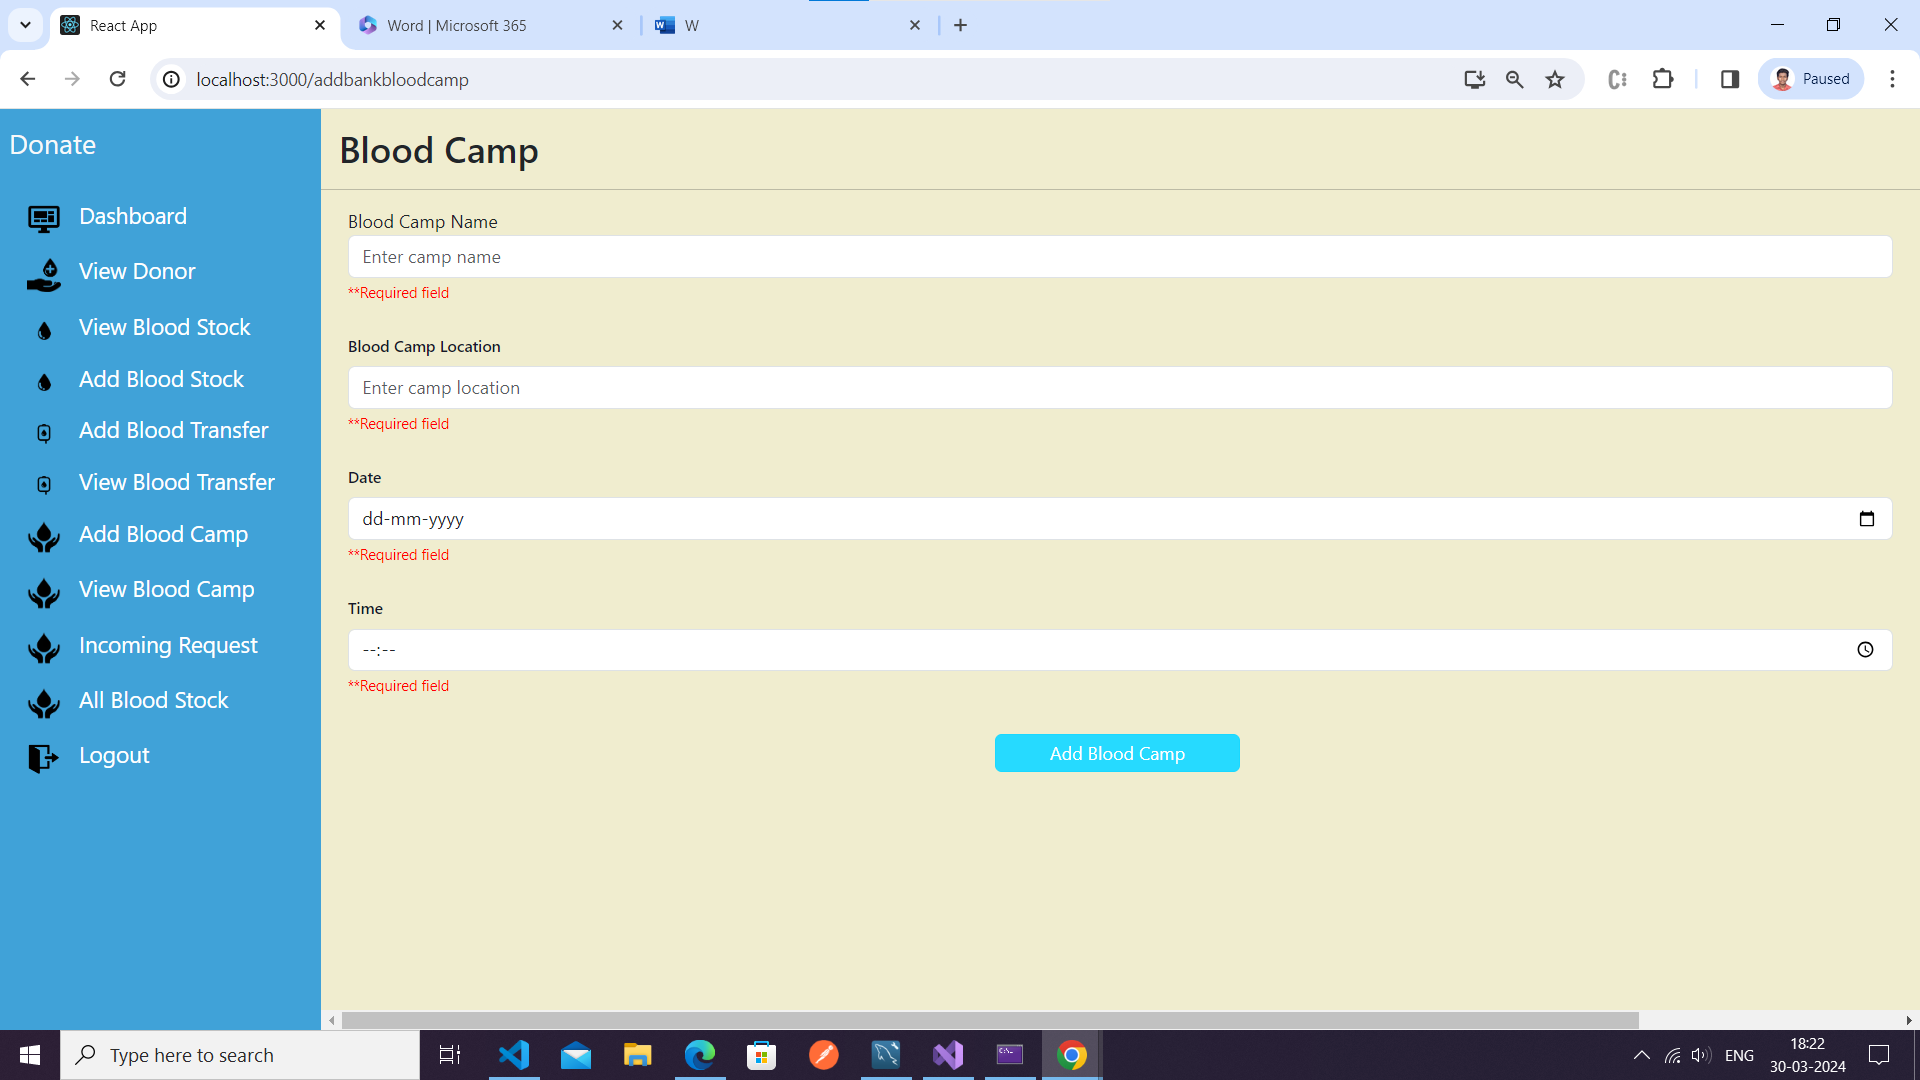 React App
Word | Microsoft 365
W
localhost:3000/addbankbloodcamp
Paused
Donate
Dashboard
View Donor
View Blood Stock
Add Blood Stock
Add Blood Transfer
View Blood Transfer
Add Blood Camp
View Blood Camp
Incoming Request
All Blood Stock
Logout
Blood Camp
Blood Camp Name
Enter camp name
**Required field
Blood Camp Location
Enter camp location
**Required field
Date
dd-mm-yyyy
**Required field
Time
--:--
**Required field
Add Blood Camp
Type here to search
ENG
18:22
30-03-2024